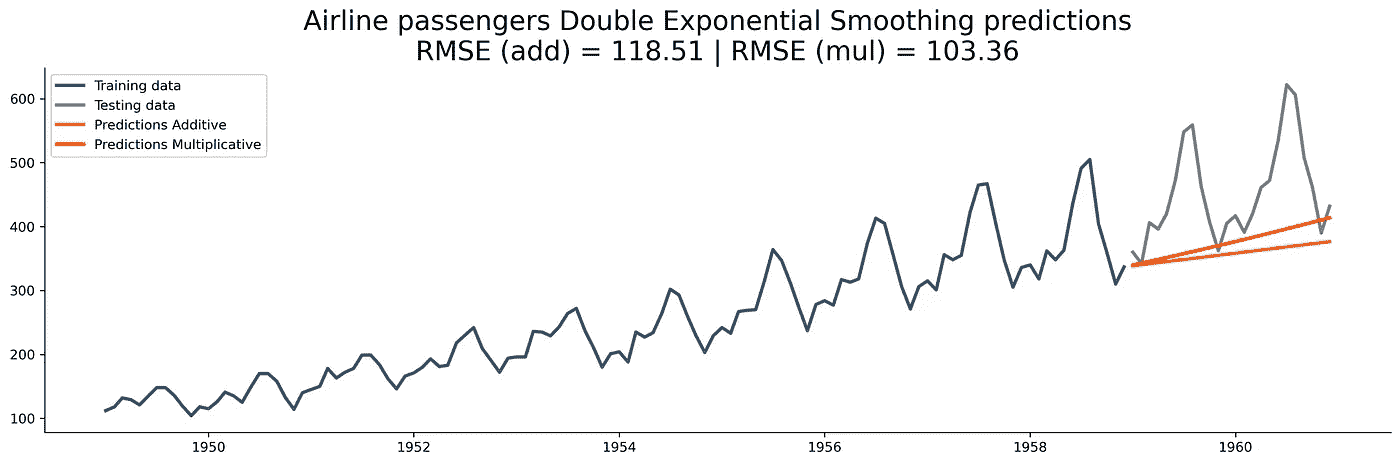 Airline passengers Double Exponential Smoothing predictions
RMSE (add) = 118.51 | RMSE (mul) = 103.36
Training data
Testing data
Predictions Additive
Predictions Multiplicative
600
500
400
300
200
100
1950 1952 1954 1956 1958 1960